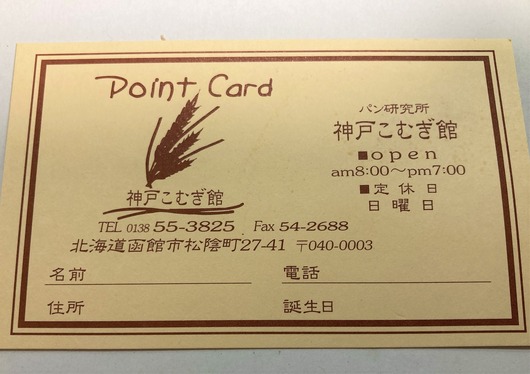 Point Card
神戸こむぎ館
TEL 0138 55-3825 Fax 54-2688
北海道函館市松陰町27-41 〒040-0003
パン研究所
神戸こむぎ館
■open
am8:00〜pm7:00
■定休日
日曜日
名前 電話
住所 誕生日